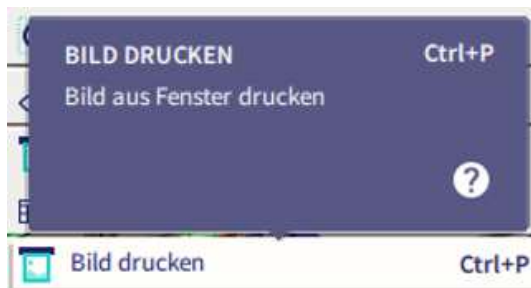 BILD DRUCKEN Ctrl+P
Bild aus Fenster drucken
?
Bild drucken Ctrl+P